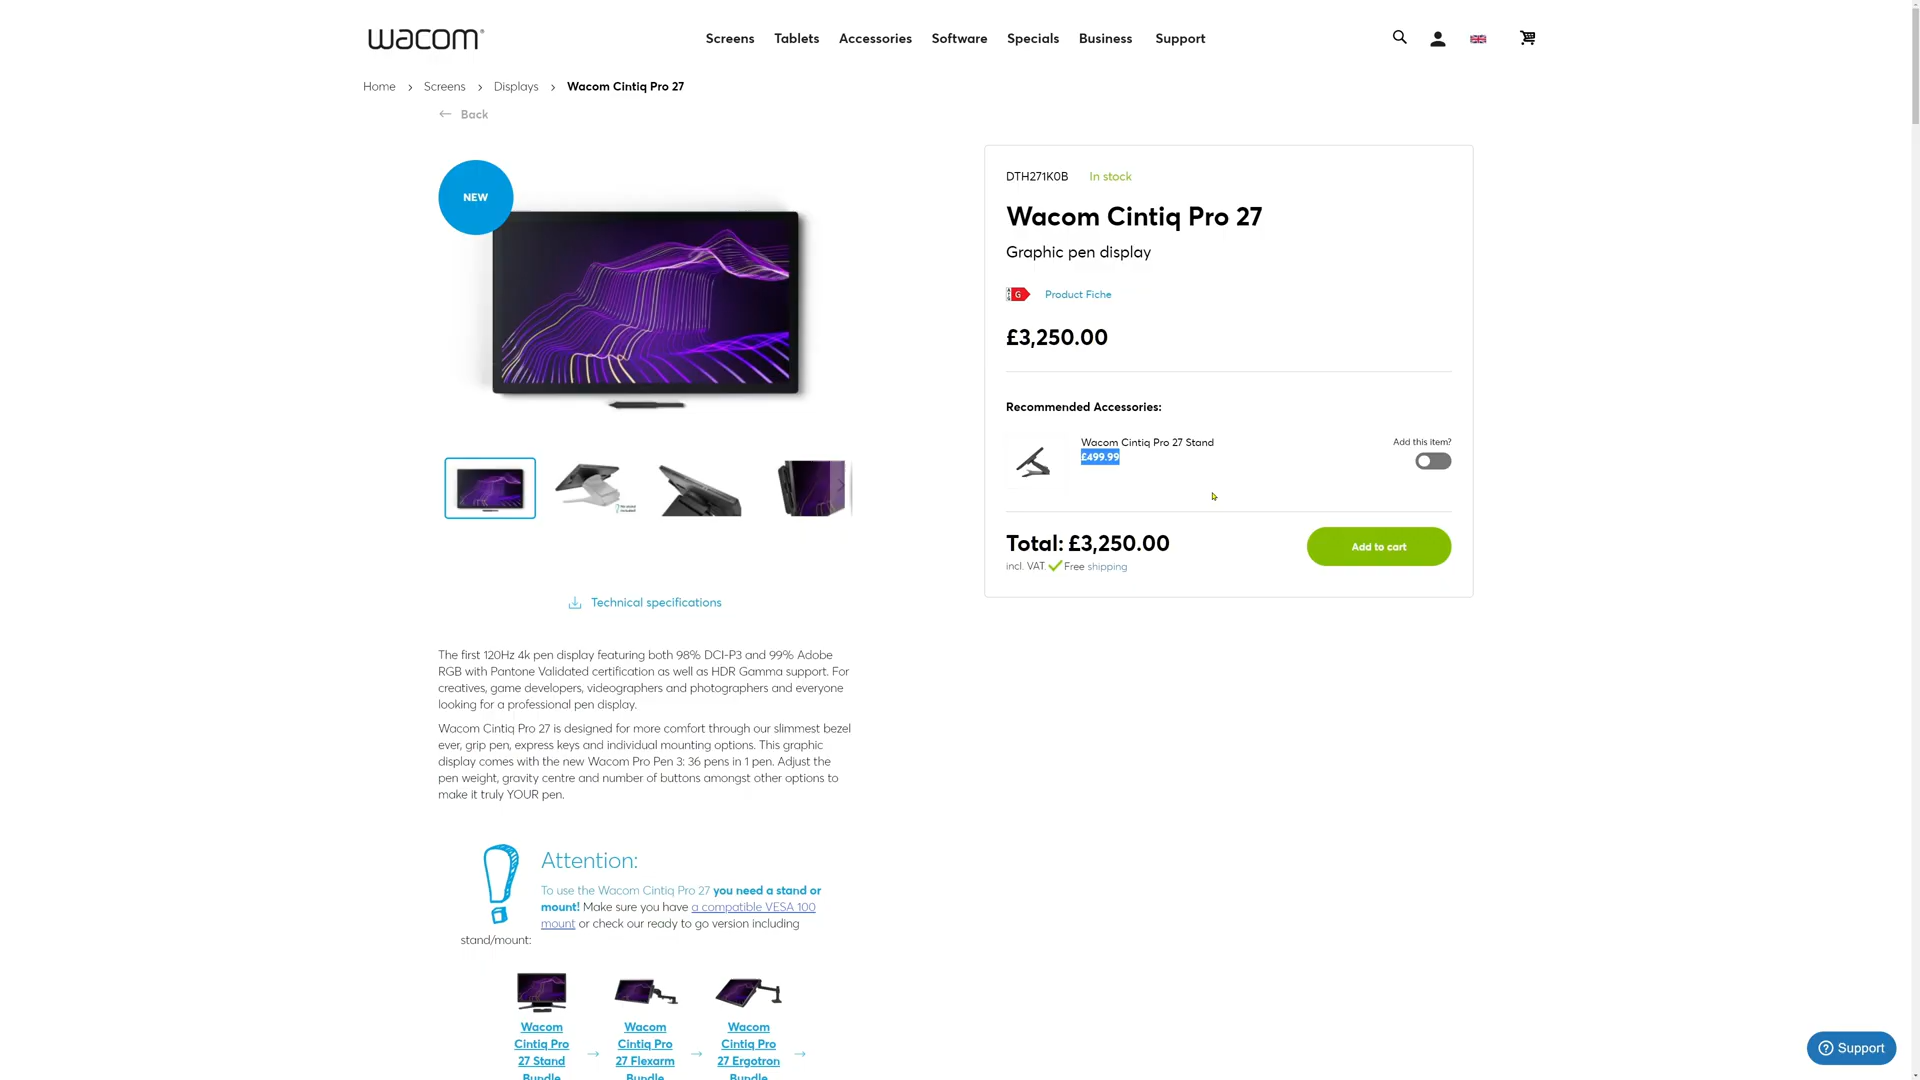 wacom
Screens Tablets Accessories Software Specials Business Support
Home › Screens › Displays › Wacom Cintiq Pro 27
← Back
NEW
DTH271K0B In stock
Wacom Cintiq Pro 27
Graphic pen display
G Product Fiche
£3,250.00
Recommended Accessories:
Wacom Cintiq Pro 27 Stand
£499.99
Add this item?
Total: £3,250.00
incl. VAT. Free shipping
Add to cart
Technical specifications
The first 120Hz 4k pen display featuring both 98% DCI-P3 and 99% Adobe
RGB with Pantone Validated certification as well as HDR Gamma support. For
creatives, game developers, videographers and photographers and everyone
looking for a professional pen display.
Wacom Cintiq Pro 27 is designed for more comfort through our slimmest bezel
ever, grip pen, express keys and individual mounting options. This graphic
display comes with the new Wacom Pro Pen 3: 36 pens in 1 pen. Adjust the
pen weight, gravity centre and number of buttons amongst other options to
make it truly YOUR pen.
Attention:
To use the Wacom Cintiq Pro 27 you need a stand or
mount! Make sure you have a compatible VESA 100
mount or check our ready to go version including
stand/mount:
Wacom
Cintiq Pro
27 Stand
Bundle
Wacom
Cintiq Pro
27 Flexarm
Bundle
Wacom
Cintiq Pro
27 Ergotron
Bundle
Support